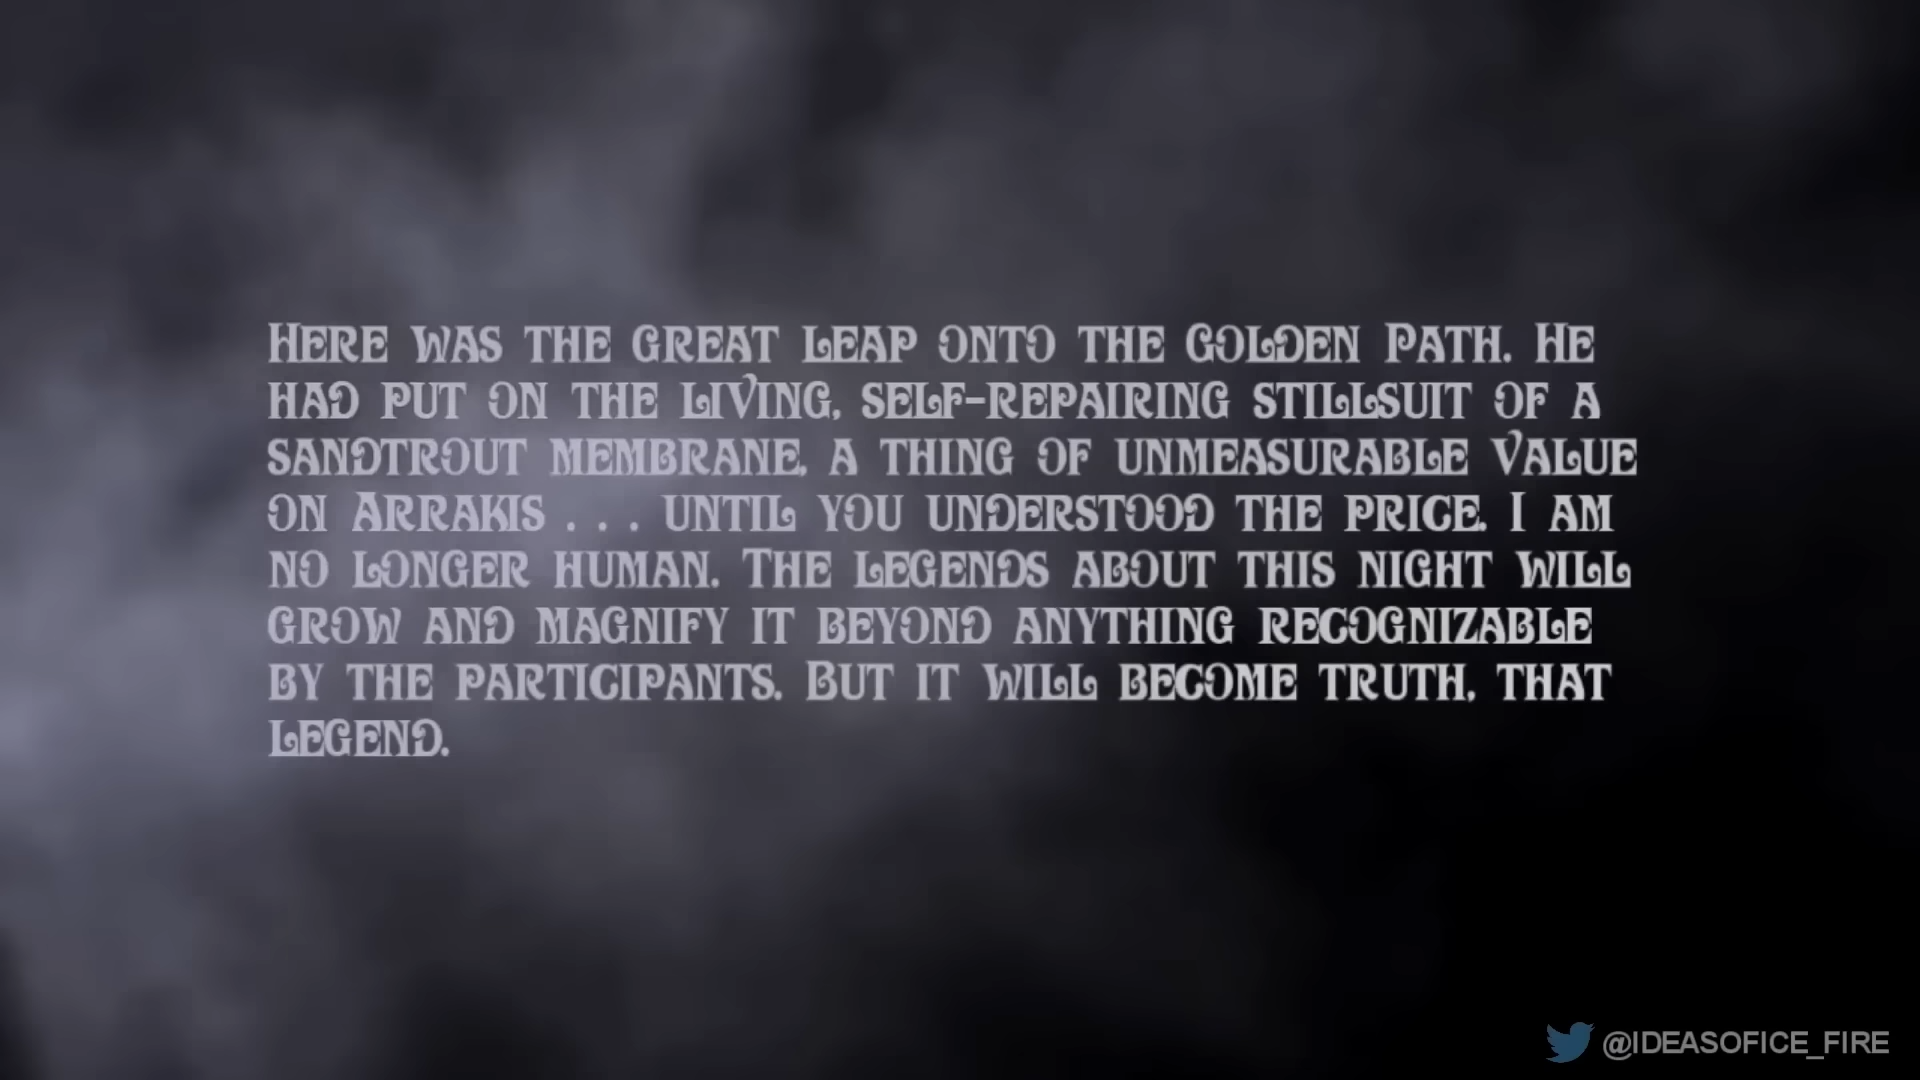 Here was the great leap onto the Golden Path. He
had put on the living, self-repairing stillsuit of a
sandtrout membrane, a thing of unmeasurable value
on Arrakis . . . until you understood the price. I am
no longer human. The legends about this night will
grow and magnify it beyond anything recognizable
by the participants. But it will become truth, that
legend.
@IDEASOFICE_FIRE